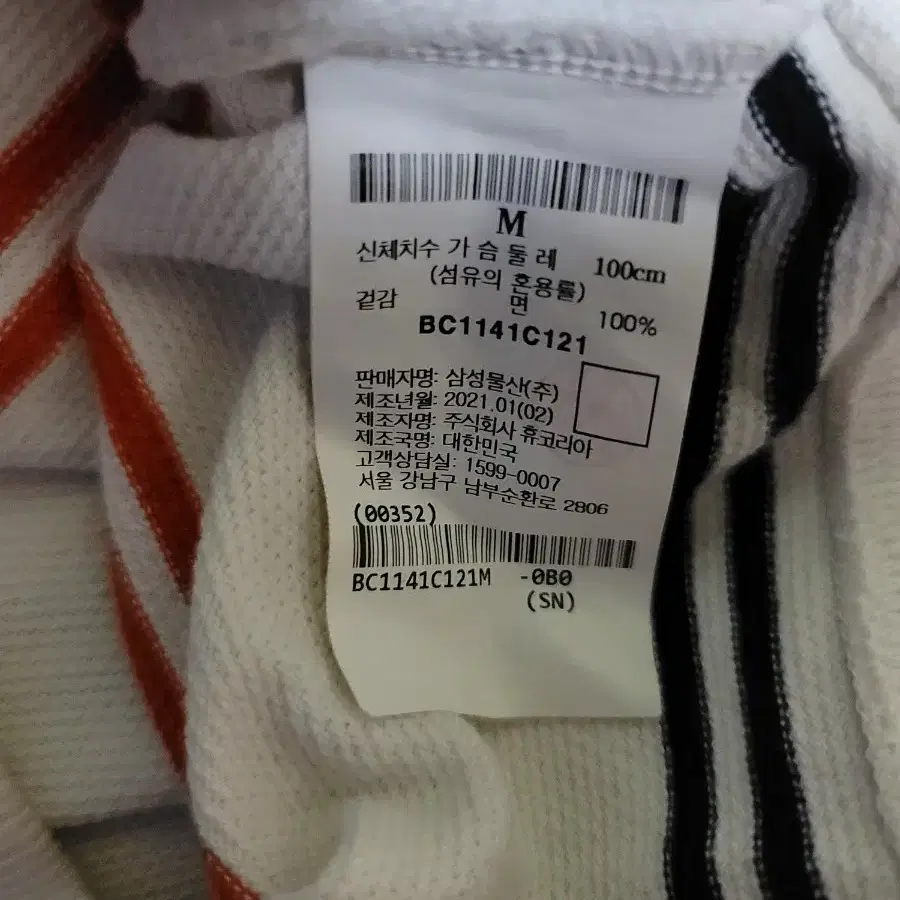 M
신체치수 가슴둘레 100cm
(섬유의 혼용률)
겉감 면 100%
BC1141C121
판매자명: 삼성물산(주)
제조년월: 2021.01(02)
제조자명: 주식회사 휴코리아
제조국명: 대한민국
고객상담실: 1599-0007
서울 강남구 남부순환로 2806
(00352)
BC1141C121M -0B0
(SN)